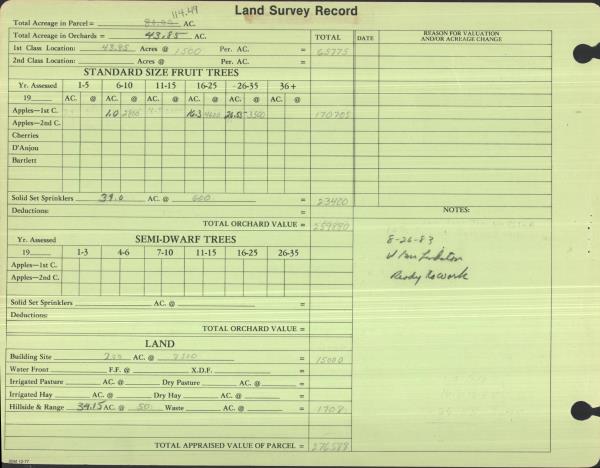 114.49
Land Survey Record
Total Acreage in Parcel = AC.
Total Acreage in Orchards = 43.85 AC.
TOTAL DATE REASON FOR VALUATION AND/OR ACREAGE CHANGE
1st Class Location: 43.85 Acres @ 1500 Per. AC. = 65775
2nd Class Location: Acres @ Per. AC. =
STANDARD SIZE FRUIT TREES
Yr. Assessed 1-5 6-10 11-15 16-25 26-35 36+
19 AC. @ AC. @ AC. @ AC. @ AC. @ AC. @
Apples—1st C. 1.0 2800 16.3 4600 26.55 3500 170705
Apples—2nd C.
Cherries
D'Anjou
Bartlett
Solid Set Sprinklers 39.0 AC. @ 600 = 23400
Deductions: =
TOTAL ORCHARD VALUE = 259880
NOTES:
8-26-83
Ready to work
Yr. Assessed SEMI-DWARF TREES
19 1-3 4-6 7-10 11-15 16-25 26-35
Apples—1st C.
Apples—2nd C.
Solid Set Sprinklers AC. @ =
Deductions:
TOTAL ORCHARD VALUE =
LAND
Building Site 2.00 AC. @ 7500 = 15000
Water Front F.F. @ X.D.F. =
Irrigated Pasture AC. @ Dry Pasture AC. @ =
Irrigated Hay AC. @ Dry Hay AC. @ =
Hillside & Range 34.15 AC. @ 50 Waste AC. @ = 1708
TOTAL APPRAISED VALUE OF PARCEL = 276588